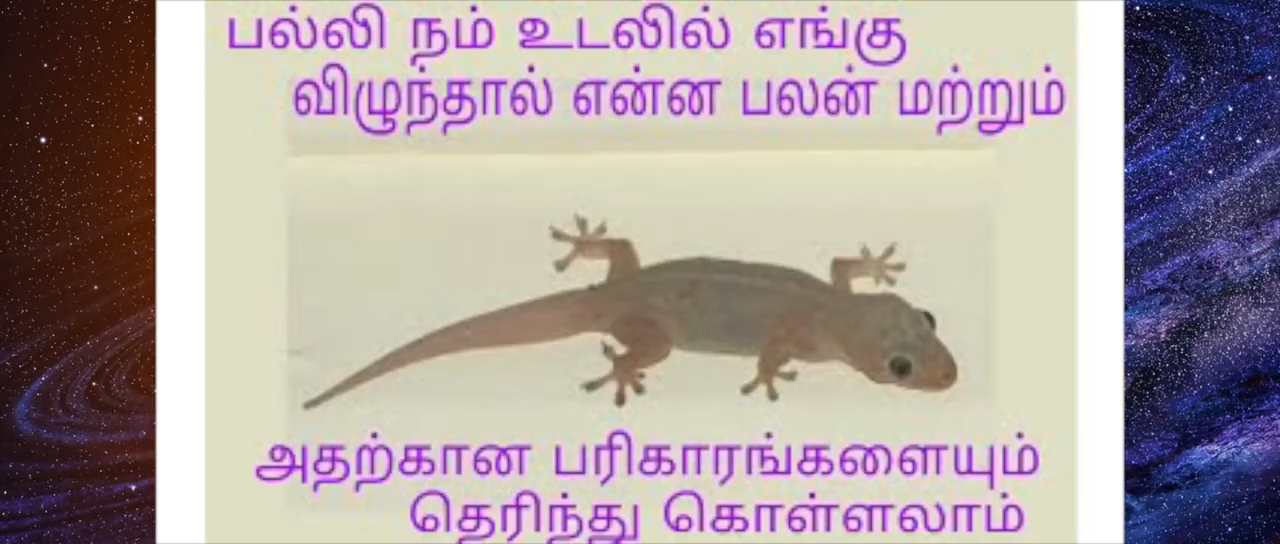 பல்லி நம் உடலில் எங்கு
விழுந்தால் என்ன பலன் மற்றும்
அதற்கான பரிகாரங்களையும்
தெரிந்து கொள்ளலாம்